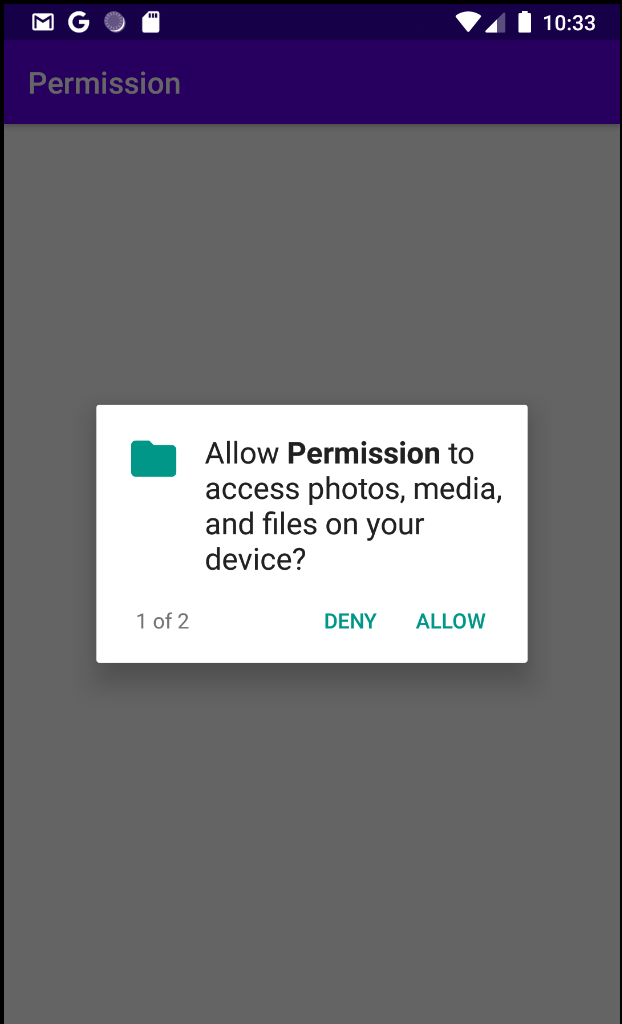 10:33
Permission
Allow Permission to
access photos, media,
and files on your
device?
1 of 2 DENY ALLOW